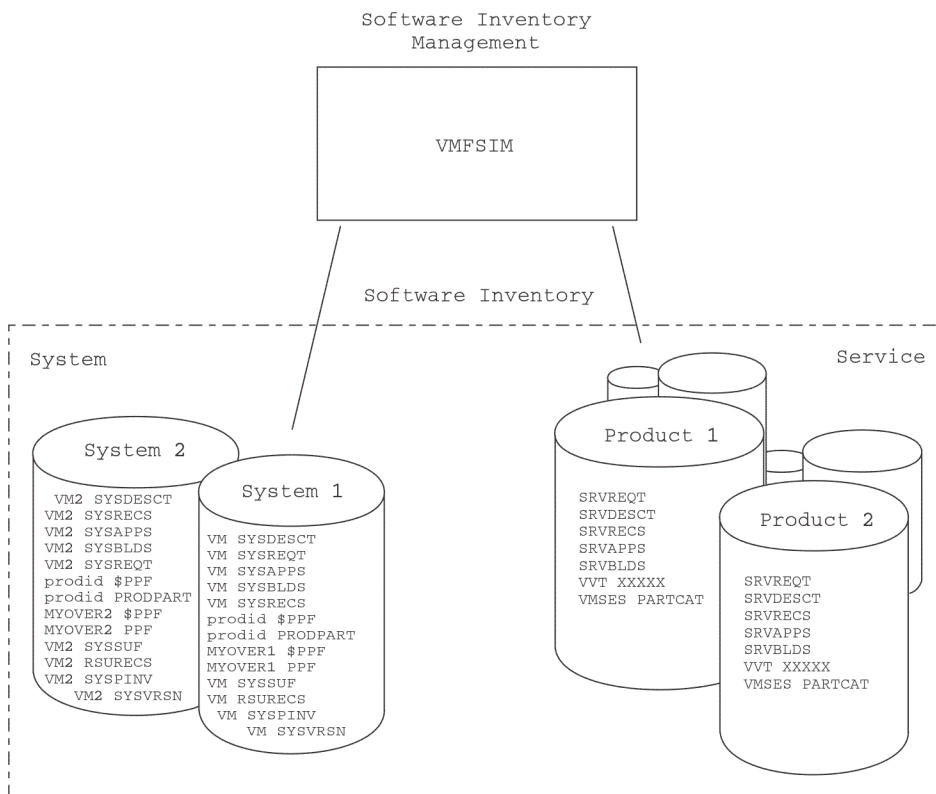 Software Inventory
Management
VMFSIM
Software Inventory
System
Service
System 2
VM2 SYSDESCT
VM2 SYSRECS
VM2 SYSAPPS
VM2 SYSBLDS
VM2 SYSREQT
prodid $PPF
prodid PRODPART
MYOVER2 $PPF
MYOVER2 PPF
VM2 SYSSUF
VM2 RSURECS
VM2 SYSPINV
VM2 SYSVRSN
System 1
VM SYSDESCT
VM SYSREQT
VM SYSAPPS
VM SYSBLDS
VM SYSRECS
prodid $PPF
prodid PRODPART
MYOVER1 $PPF
MYOVER1 PPF
VM SYSSUF
VM RSURECS
VM SYSPINV
VM SYSVRSN
Product 1
SRVREQT
SRVDESCT
SRVRECS
SRVAPPS
SRVBLDS
VVT XXXXX
VMSES PARTCAT
Product 2
SRVREQT
SRVDESCT
SRVRECS
SRVAPPS
SRVBLDS
VVT XXXXX
VMSES PARTCAT